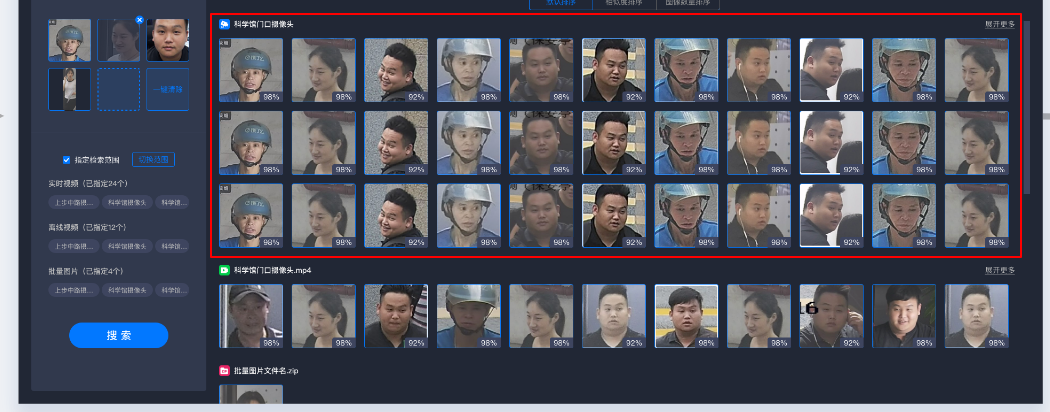 默认排序 相似度排序 图像数量排序
科学馆门口摄像头 展开更多
98% 98% 92% 98% 98% 92% 98% 98% 92% 98% 98%
98% 98% 92% 98% 98% 92% 98% 98% 92% 98% 98%
98% 98% 92% 98% 98% 92% 98% 98% 92% 98% 98%
一键清除
指定检索范围 切换范围
实时视频（已指定24个）
上步中路摄... 科学馆摄像头 科学馆...
离线视频（已指定12个）
上步中路摄... 科学馆摄像头 科学馆...
批量图片（已指定4个）
上步中路摄... 科学馆摄像头 科学馆...
搜索
科学馆门口摄像头.mp4 展开更多
16
98% 98% 92% 98% 98% 92% 98% 98% 92% 98% 98%
批量图片文件名.zip